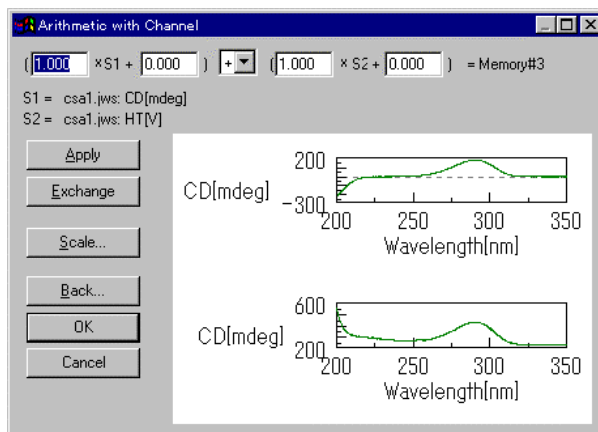 Arithmetic with Channel
( 1.000 × S1 + 0.000 ) + ( 1.000 × S2 + 0.000 ) = Memory#3
S1 = csa1.jws: CD[mdeg]
S2 = csa1.jws: HT[V]
Apply
Exchange
Scale...
Back...
OK
Cancel
200
CD[mdeg]
-300
200 250 300 350
Wavelength[nm]
600
CD[mdeg]
200
200 250 300 350
Wavelength[nm]